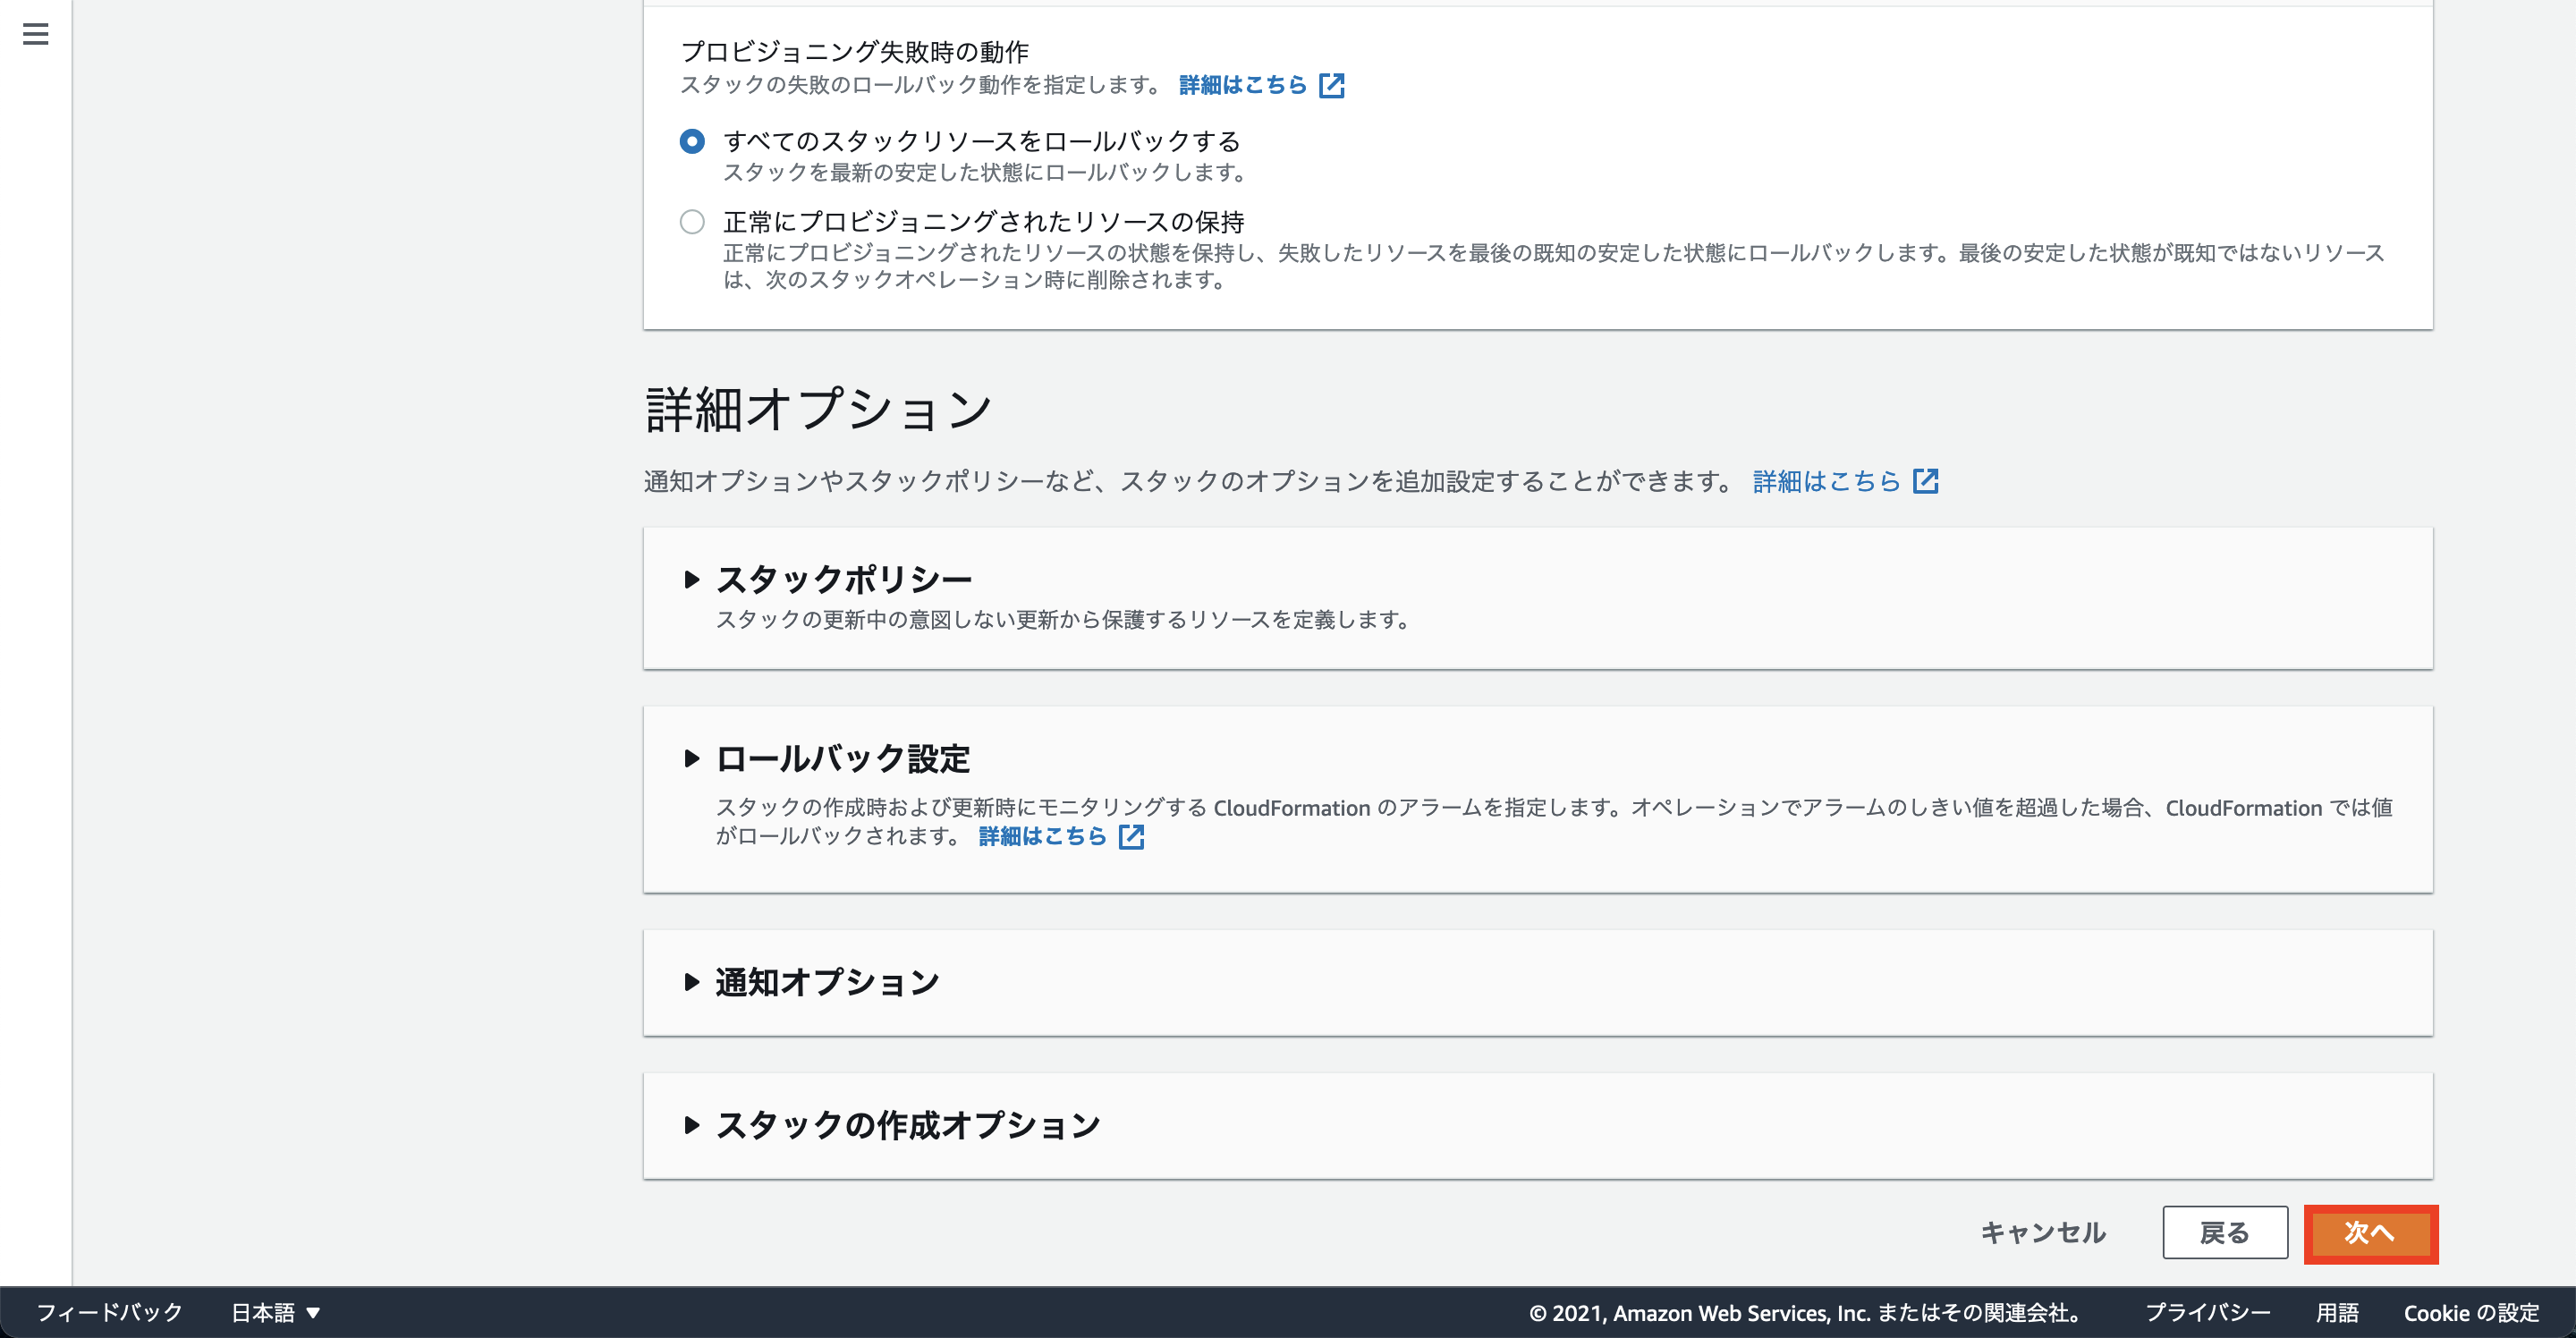 プロビジョニング失敗時の動作
スタックの失敗のロールバック動作を指定します。 詳細はこちら
すべてのスタックリソースをロールバックする
スタックを最新の安定した状態にロールバックします。
正常にプロビジョニングされたリソースの保持
正常にプロビジョニングされたリソースの状態を保持し、失敗したリソースを最後の既知の安定した状態にロールバックします。最後の安定した状態が既知ではないリソース
は、次のスタックオペレーション時に削除されます。
詳細オプション
通知オプションやスタックポリシーなど、スタックのオプションを追加設定することができます。 詳細はこちら
スタックポリシー
スタックの更新中の意図しない更新から保護するリソースを定義します。
ロールバック設定
スタックの作成時および更新時にモニタリングする CloudFormation のアラームを指定します。オペレーションでアラームのしきい値を超過した場合、CloudFormation では値
がロールバックされます。 詳細はこちら
通知オプション
スタックの作成オプション
キャンセル 戻る 次へ
フィードバック 日本語 © 2021, Amazon Web Services, Inc. またはその関連会社。 プライバシー 用語 Cookie の設定